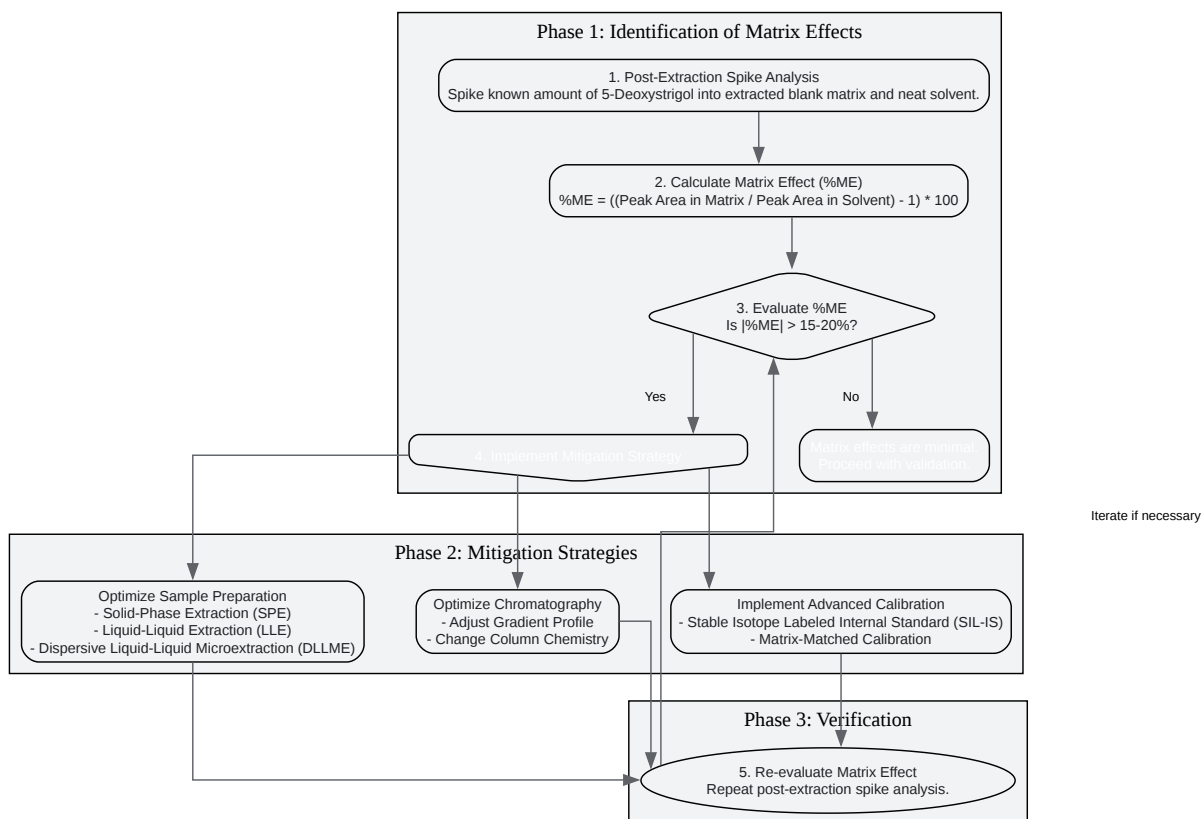 Phase 1: Identification of Matrix Effects
1. Post-Extraction Spike Analysis
Spike known amount of 5-Deoxystrigol into extracted blank matrix and neat solvent.
2. Calculate Matrix Effect (%ME)
%ME = ((Peak Area in Matrix / Peak Area in Solvent) - 1) * 100
3. Evaluate %ME
Is |%ME| > 15-20%?
Yes
No
4. Implement Mitigation Strategy
Matrix effects are minimal.
Proceed with validation.
Iterate if necessary
Phase 2: Mitigation Strategies
Optimize Sample Preparation
- Solid-Phase Extraction (SPE)
- Liquid-Liquid Extraction (LLE)
- Dispersive Liquid-Liquid Microextraction (DLLME)
Optimize Chromatography
- Adjust Gradient Profile
- Change Column Chemistry
Implement Advanced Calibration
- Stable Isotope Labeled Internal Standard (SIL-IS)
- Matrix-Matched Calibration
Phase 3: Verification
5. Re-evaluate Matrix Effect
Repeat post-extraction spike analysis.